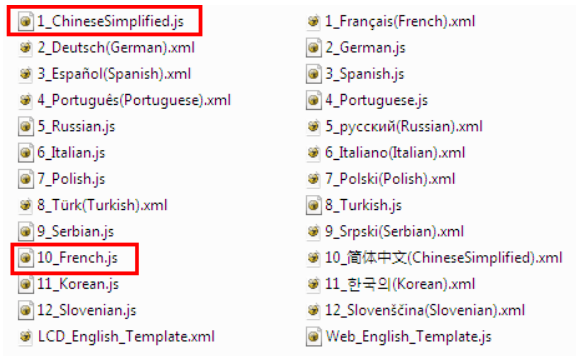 1_ChineseSimplified.js
1_Français(French).xml
2_Deutsch(German).xml
2_German.js
3_Español(Spanish).xml
3_Spanish.js
4_Português(Portuguese).xml
4_Portuguese.js
5_Russian.js
5_русский(Russian).xml
6_Italian.js
6_Italiano(Italian).xml
7_Polish.js
7_Polski(Polish).xml
8_Türk(Turkish).xml
8_Turkish.js
9_Serbian.js
9_Srpski(Serbian).xml
10_French.js
10_简体中文(ChineseSimplified).xml
11_Korean.js
11_한국의(Korean).xml
12_Slovenian.js
12_Slovenščina(Slovenian).xml
LCD_English_Template.xml
Web_English_Template.js